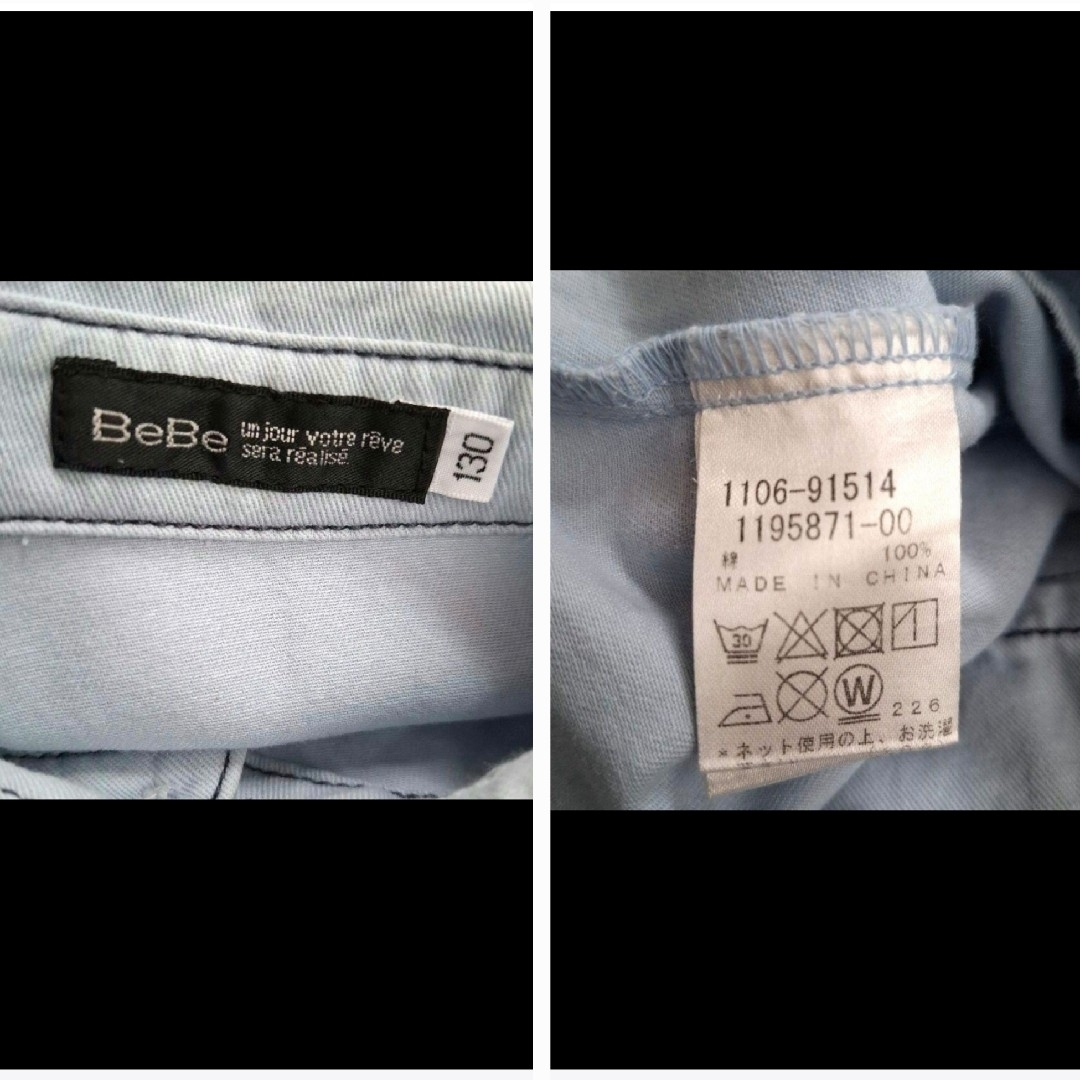 BeBe
un jour votre rêve
sera réalisé.
130
1106-91514
1195871-00
綿 100%
MADE IN CHINA
30
W
226
*ネット使用の上、お洗濯